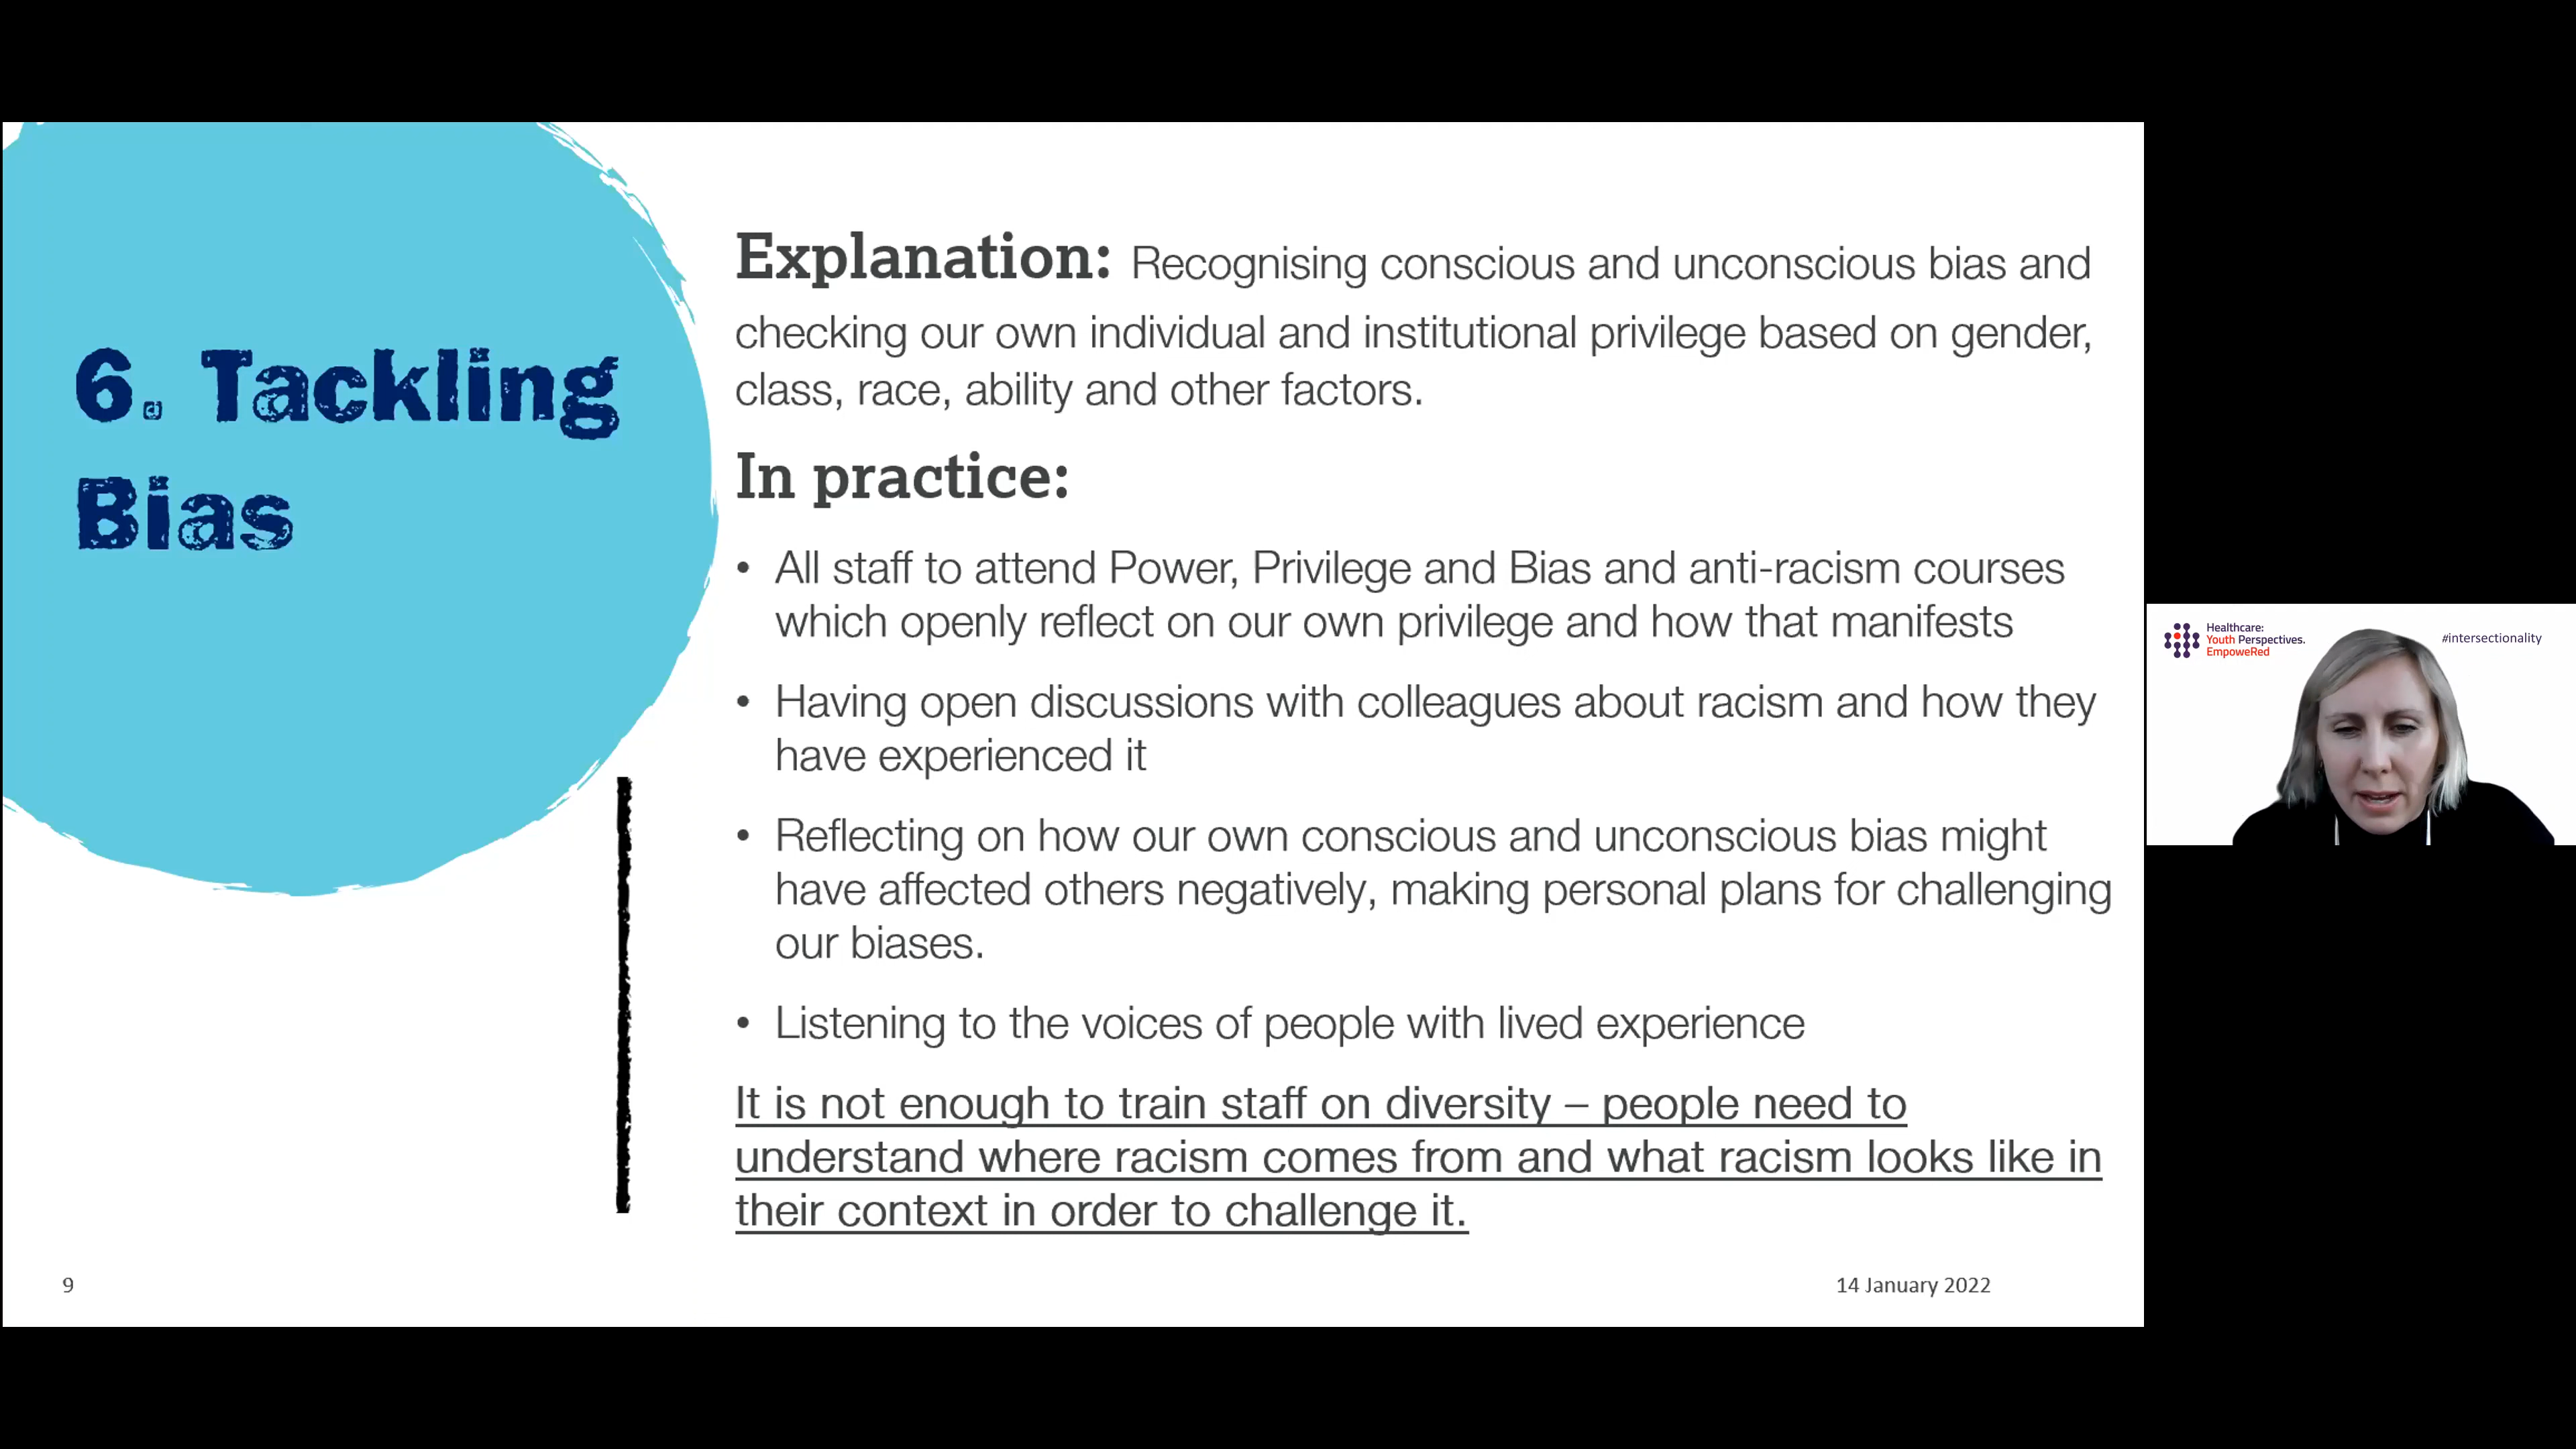 6. Tackling
Bias
Explanation: Recognising conscious and unconscious bias and
checking our own individual and institutional privilege based on gender,
class, race, ability and other factors.
In practice:
• All staff to attend Power, Privilege and Bias and anti-racism courses
which openly reflect on our own privilege and how that manifests
• Having open discussions with colleagues about racism and how they
have experienced it
• Reflecting on how our own conscious and unconscious bias might
have affected others negatively, making personal plans for challenging
our biases.
• Listening to the voices of people with lived experience
It is not enough to train staff on diversity – people need to
understand where racism comes from and what racism looks like in
their context in order to challenge it.
9
14 January 2022
Healthcare:
Youth Perspectives.
EmpoweRed
#intersectionality